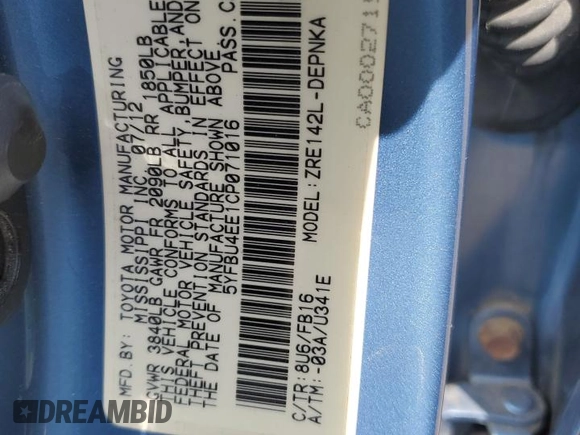 MFD.BY: TOYOTA MOTOR MANUFACTURING
MISSISSIPPI INC. 07/12
GVWR 3840LB GAWR FR 2090LB RR 1850LB
THIS VEHICLE CONFORMS TO ALL APPLICABLE
FEDERAL MOTOR VEHICLE SAFETY, BUMPER, AND
THEFT PREVENTION STANDARDS IN EFFECT ON
THE DATE OF MANUFACTURE SHOWN ABOVE.
5YFBU4EE1CP071016 PASS.C
C/TR:8U6/FB16 MODEL:ZRE142L-DEPNKA
A/TM:-03A/U341E
CA00002711
DREAMBID